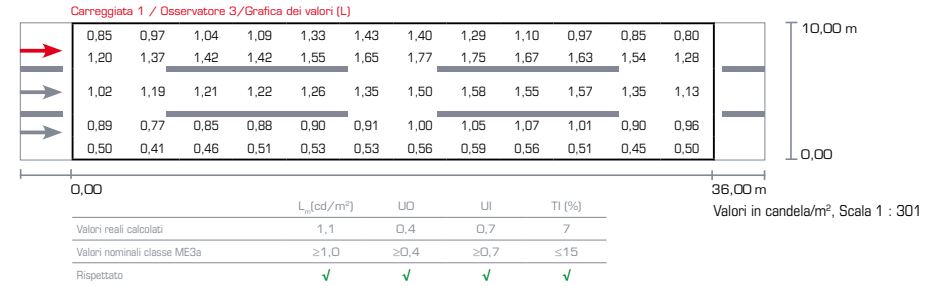 Carreggiata 1 / Osservatore 3/Grafica dei valori (L)
0,85 0,97 1,04 1,09 1,33 1,43 1,40 1,29 1,10 0,97 0,85 0,80
10,00 m
1,20 1,37 1,42 1,42 1,55 1,65 1,77 1,75 1,67 1,63 1,54 1,28
1,02 1,19 1,21 1,22 1,26 1,35 1,50 1,58 1,55 1,57 1,35 1,13
0,89 0,77 0,85 0,88 0,90 0,91 1,00 1,05 1,07 1,01 0,90 0,96
0,50 0,41 0,46 0,51 0,53 0,53 0,56 0,59 0,56 0,51 0,45 0,50
0,00
0,00 36,00 m
Valori in candela/m², Scala 1 : 301
Lm(cd/m²) UO UI TI (%)
Valori reali calcolati 1,1 0,4 0,7 7
Valori nominali classe ME3a ≥1,0 ≥0,4 ≥0,7 ≤15
Rispettato √ √ √ √